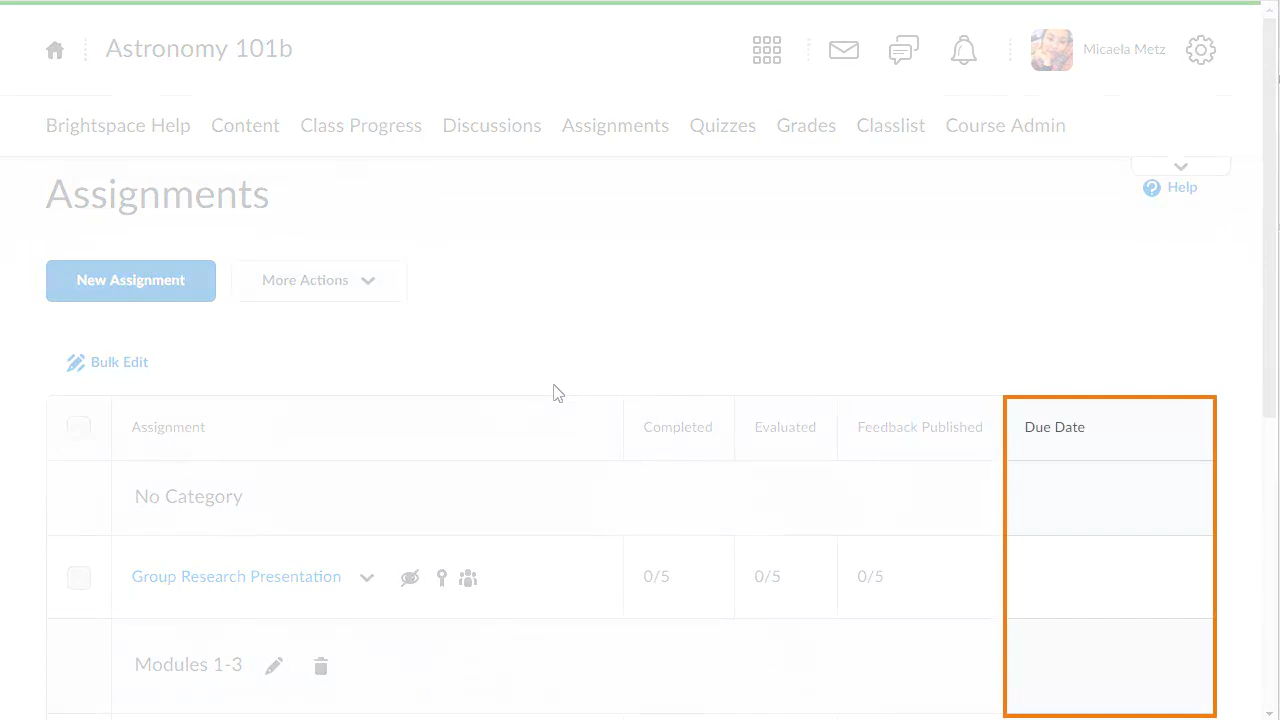 Astronomy 101b
Micaela Metz
Brightspace Help Content Class Progress Discussions Assignments Quizzes Grades Classlist Course Admin
Assignments
Help
New Assignment More Actions
Bulk Edit
Assignment Completed Evaluated Feedback Published Due Date
No Category
Group Research Presentation 0/5 0/5 0/5
Modules 1-3